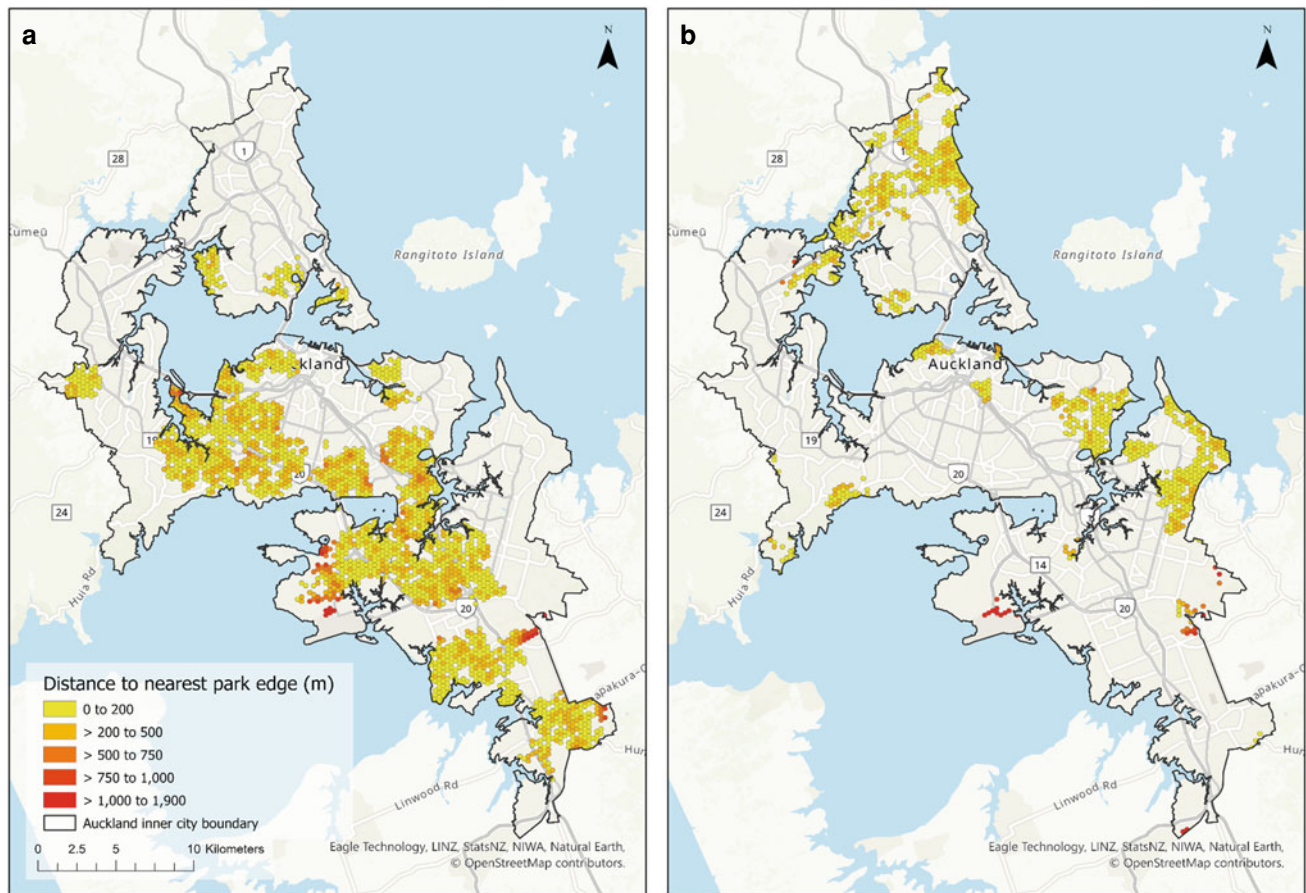 a
N
28
1
Kumeū
Rangitoto Island
19
20
24
Huia Rd
20
Linwood Rd
Distance to nearest park edge (m)
0 to 200
> 200 to 500
> 500 to 750
> 750 to 1,000
> 1,000 to 1,900
Auckland inner city boundary
0 2.5 5 10 Kilometers
Eagle Technology, LINZ, StatsNZ, NIWA, Natural Earth,
© OpenStreetMap contributors.
b
N
28
1
Kumeū
Rangitoto Island
Auckland
19
20
24
14
Huia Rd
20
Linwood Rd
Eagle Technology, LINZ, StatsNZ, NIWA, Natural Earth,
© OpenStreetMap contributors.